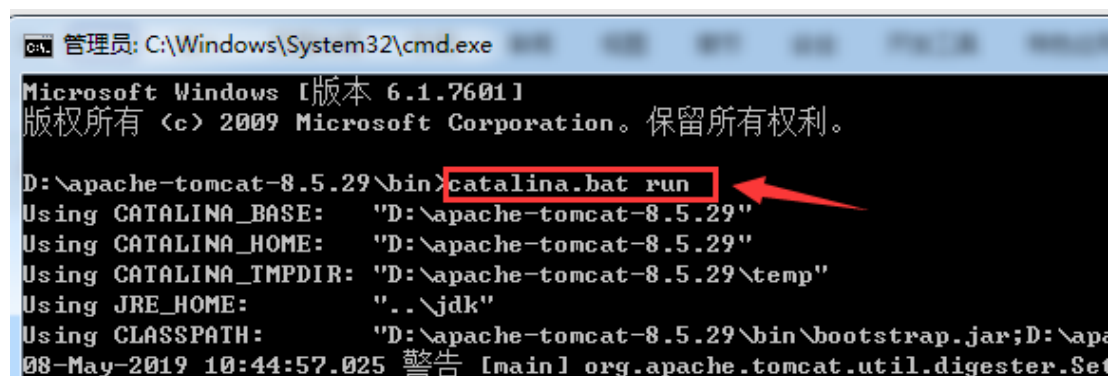 管理员: C:\Windows\System32\cmd.exe
Microsoft Windows [版本 6.1.7601]
版权所有 (c) 2009 Microsoft Corporation。保留所有权利。
D:\apache-tomcat-8.5.29\bin>catalina.bat run
Using CATALINA_BASE:   "D:\apache-tomcat-8.5.29"
Using CATALINA_HOME:   "D:\apache-tomcat-8.5.29"
Using CATALINA_TMPDIR: "D:\apache-tomcat-8.5.29\temp"
Using JRE_HOME:        "..\jdk"
Using CLASSPATH:       "D:\apache-tomcat-8.5.29\bin\bootstrap.jar;D:\apa
08-May-2019 10:44:57.025 警告 [main] org.apache.tomcat.util.digester.Set